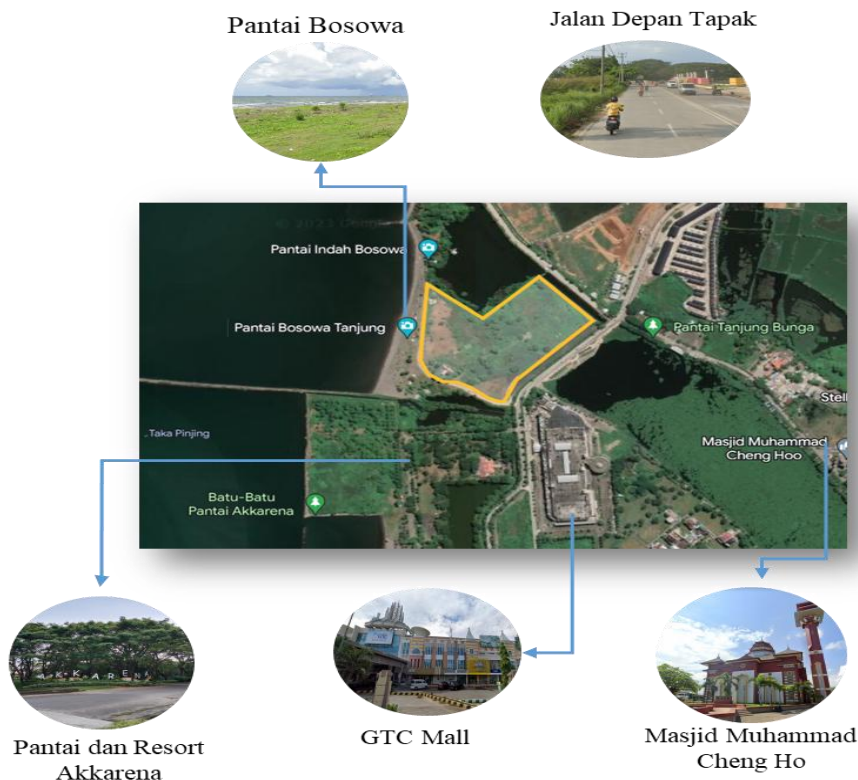 Pantai Bosowa
Jalan Depan Tapak
Pantai Indah Bosowa
Pantai Bosowa Tanjung
Pantai Tanjung Bunga
Stell
Taka Pinjing
Masjid Muhammad
Cheng Hoo
Batu-Batu
Pantai Akkarena
AKKARENA
GTC Mall
Pantai dan Resort
Akkarena
Masjid Muhammad
Cheng Ho